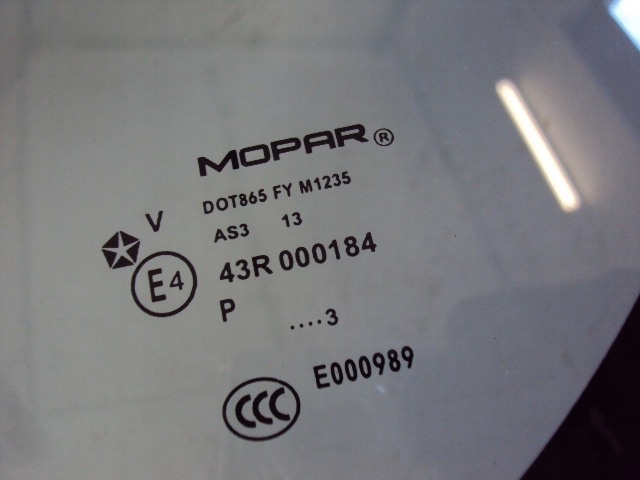 MOPAR®
DOT865 FY M1235
V AS3 13
E4 43R 000184
P ....3
CCC E000989